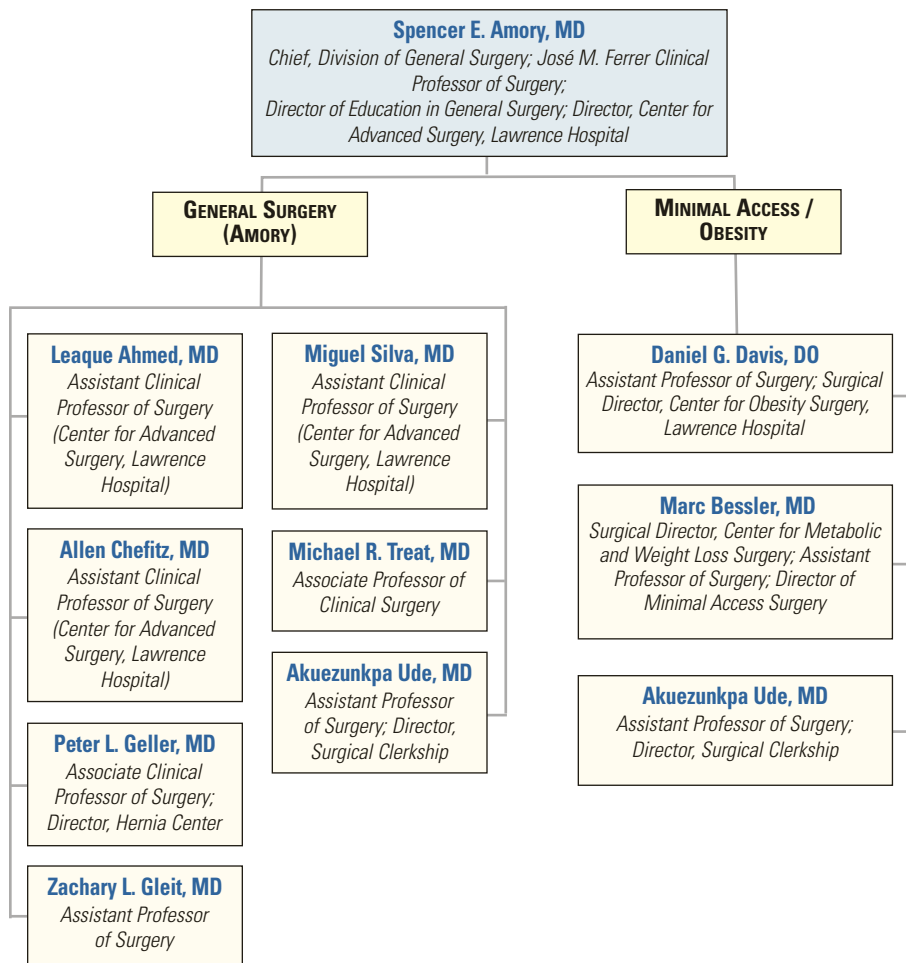 Spencer E. Amory, MD
Chief, Division of General Surgery; José M. Ferrer Clinical
Professor of Surgery;
Director of Education in General Surgery; Director, Center for
Advanced Surgery, Lawrence Hospital
GENERAL SURGERY
(AMORY)
MINIMAL ACCESS /
OBESITY
Leaque Ahmed, MD
Assistant Clinical
Professor of Surgery
(Center for Advanced
Surgery, Lawrence
Hospital)
Allen Chefitz, MD
Assistant Clinical
Professor of Surgery
(Center for Advanced
Surgery, Lawrence
Hospital)
Peter L. Geller, MD
Associate Clinical
Professor of Surgery;
Director, Hernia Center
Zachary L. Gleit, MD
Assistant Professor
of Surgery
Miguel Silva, MD
Assistant Clinical
Professor of Surgery
(Center for Advanced
Surgery, Lawrence
Hospital)
Michael R. Treat, MD
Associate Professor of
Clinical Surgery
Akuezunkpa Ude, MD
Assistant Professor
of Surgery; Director,
Surgical Clerkship
Daniel G. Davis, DO
Assistant Professor of Surgery; Surgical
Director, Center for Obesity Surgery,
Lawrence Hospital
Marc Bessler, MD
Surgical Director, Center for Metabolic
and Weight Loss Surgery; Assistant
Professor of Surgery; Director of
Minimal Access Surgery
Akuezunkpa Ude, MD
Assistant Professor of Surgery;
Director, Surgical Clerkship